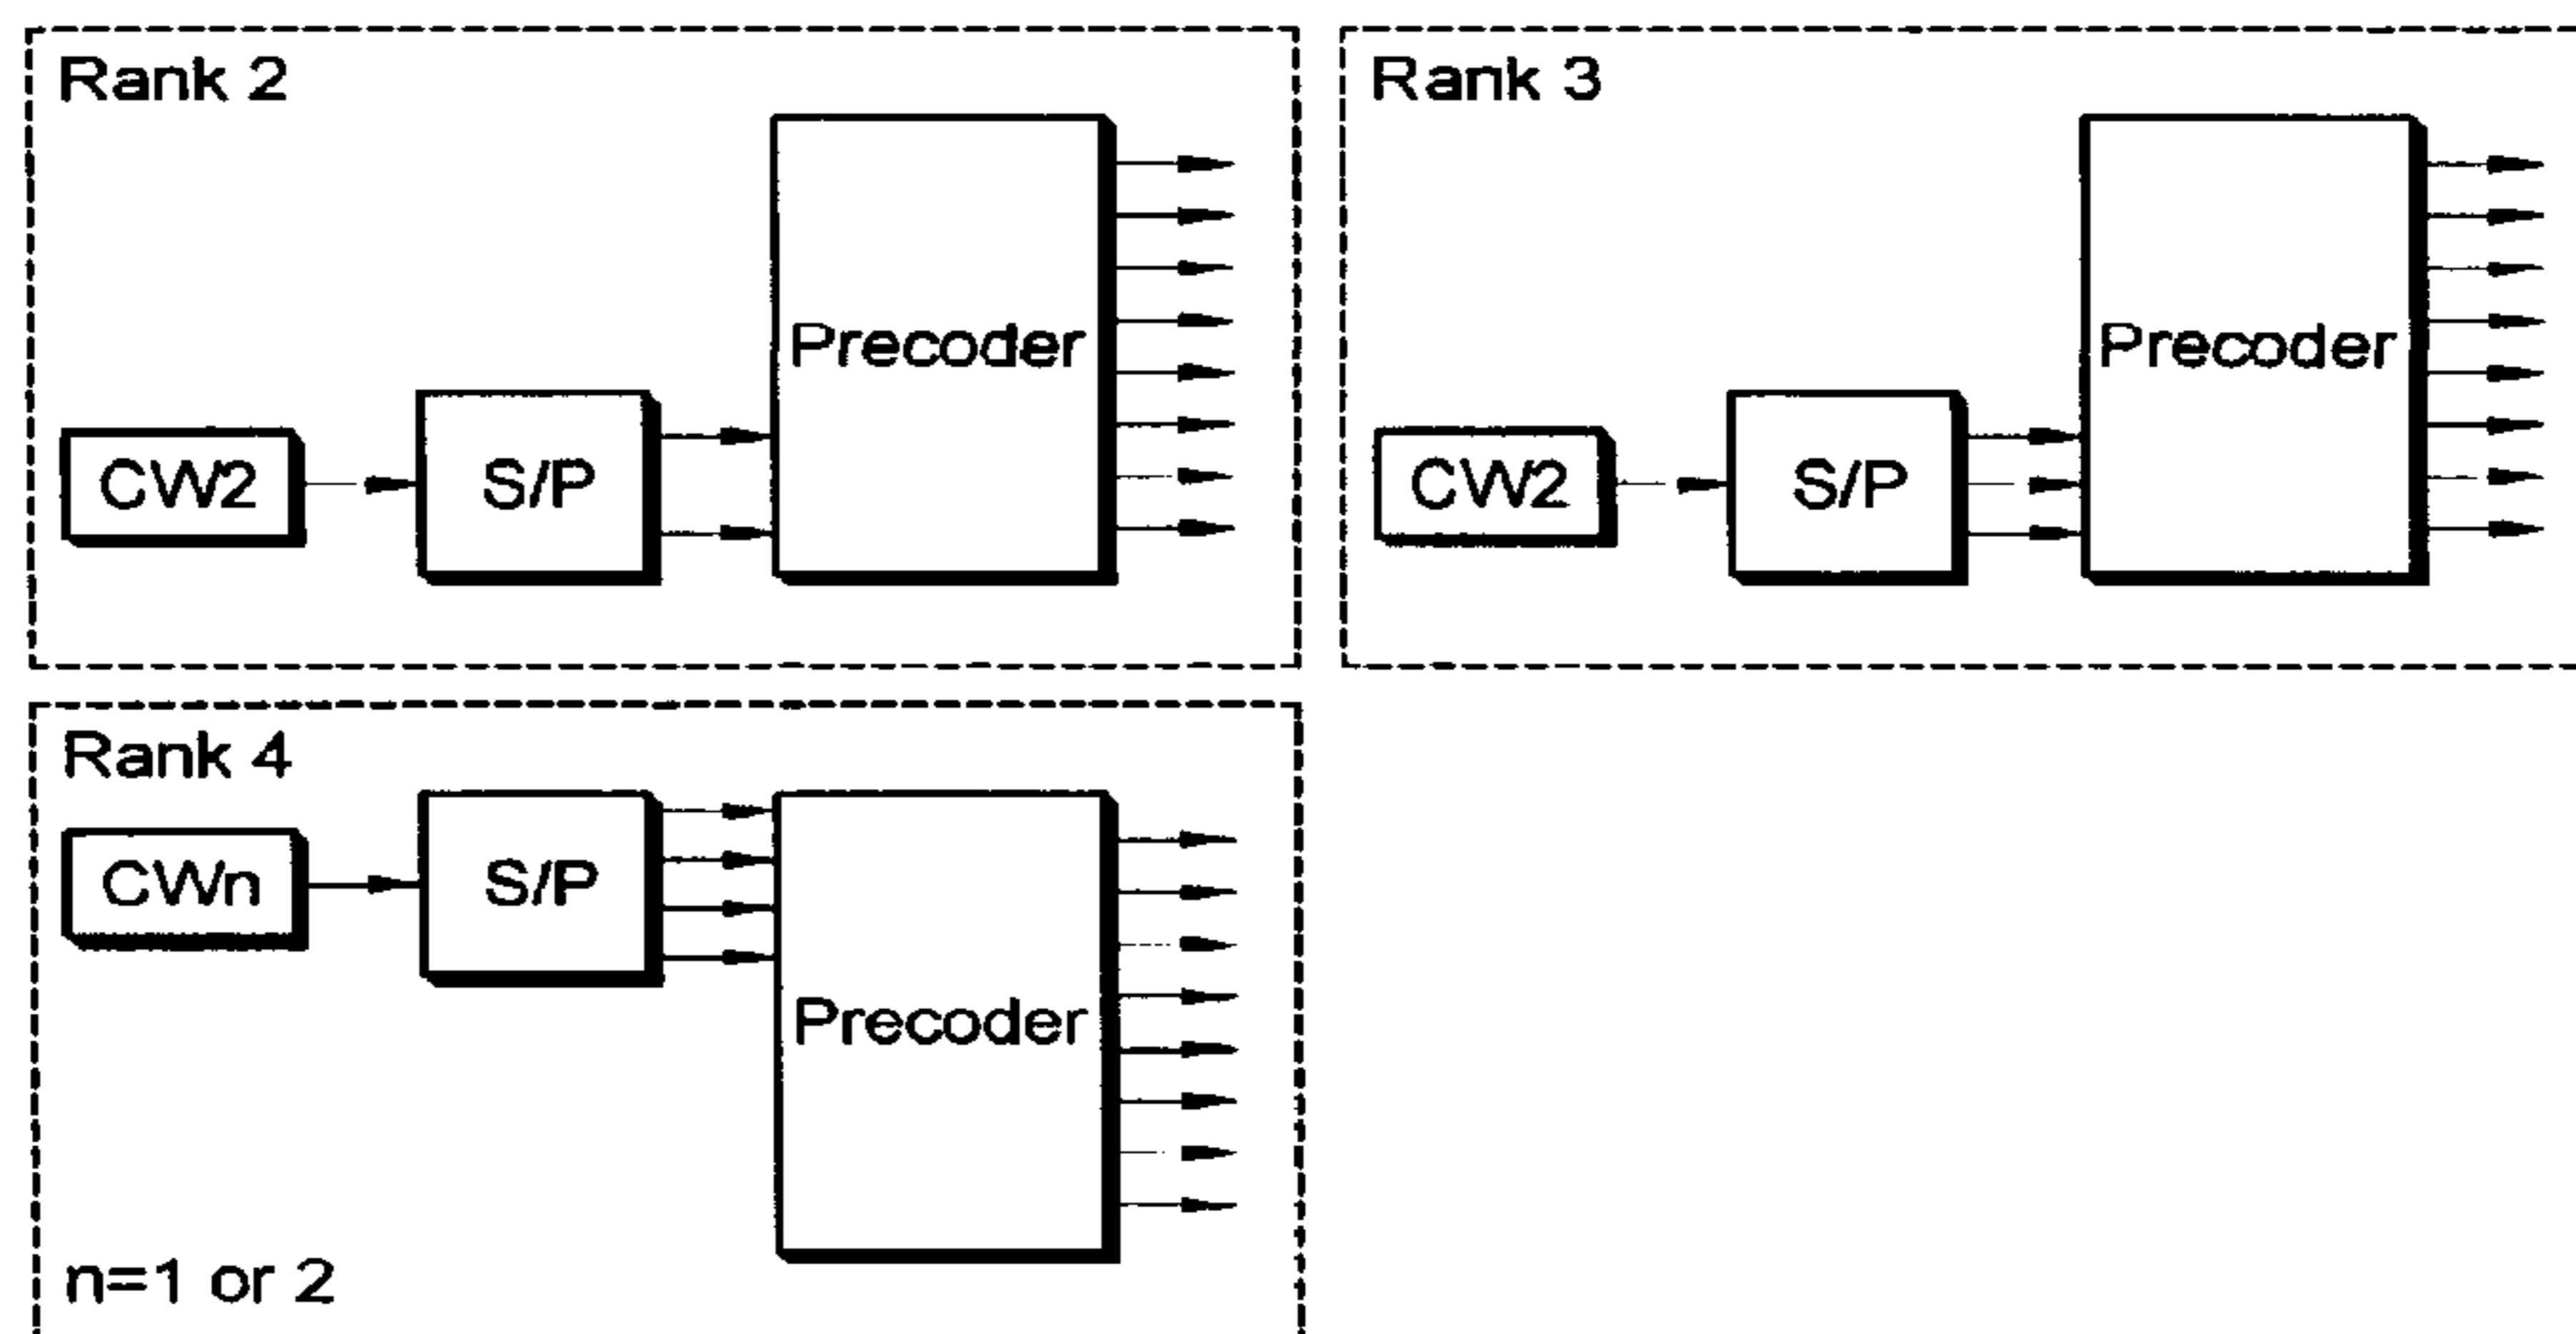 Rank 2
CW2
S/P
Precoder
Rank 3
CW2
S/P
Precoder
Rank 4
CWn
S/P
Precoder
n=1 or 2